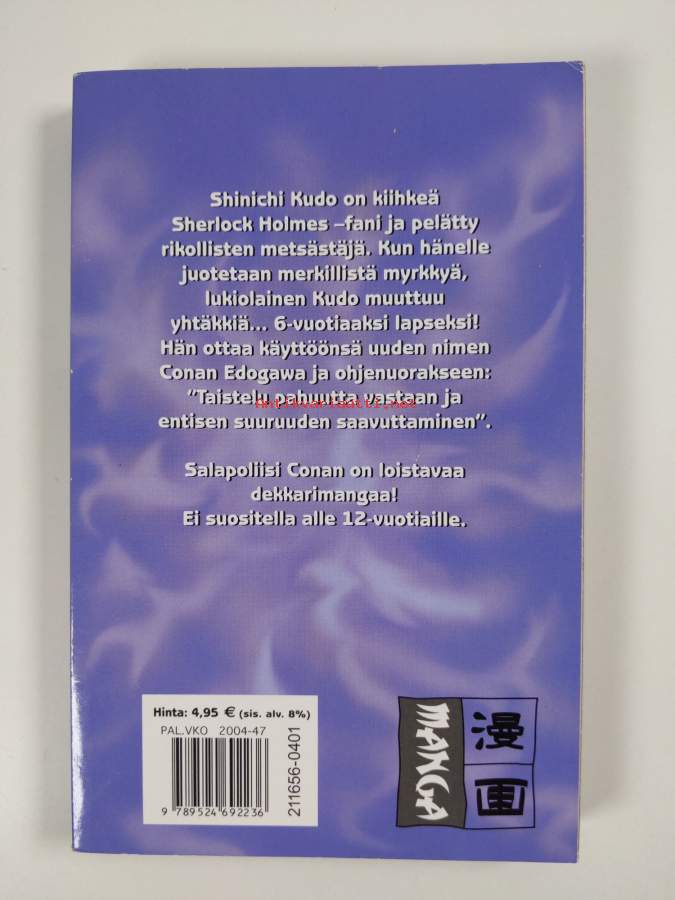 Shinichi Kudo on kiihkeä
Sherlock Holmes –fani ja pelätty
rikollisten metsästäjä. Kun hänelle
juotetaan merkillistä myrkkyä,
lukiolainen Kudo muuttuu
yhtäkkiä... 6-vuotiaaksi lapseksi!
Hän ottaa käyttöönsä uuden nimen
Conan Edogawa ja ohjenuorakseen:
”Taistelu pahuutta vastaan ja
Antikvariaatti.net
entisen suuruuden saavuttaminen”.
Salapoliisi Conan on loistavaa
dekkarimangaa!
Ei suositella alle 12-vuotiaille.
Hinta: 4,95 € (sis. alv. 8%)
PAL.VKO 2004-47
211656-0401
9 789524 692236
MANGA
漫
画